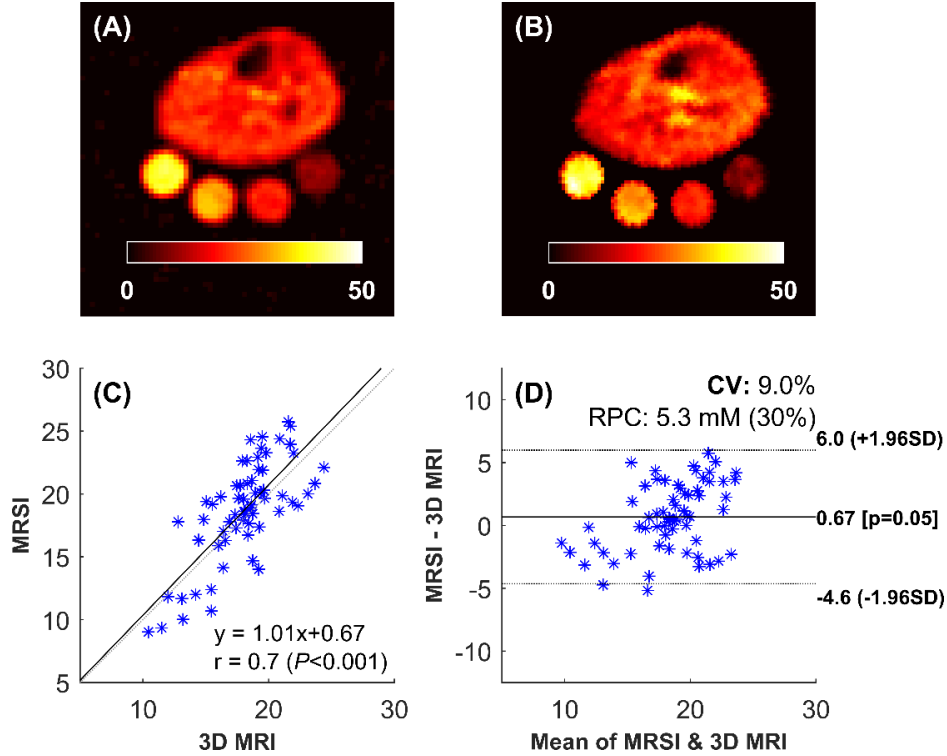 (A)
0 50
(B)
0 50
(C)
30
25
20
15
10
5
10 20 30
MRSI
3D MRI
y = 1.01x+0.67
r = 0.7 (P<0.001)
(D)
CV: 9.0%
RPC: 5.3 mM (30%)
10
5
0
-5
-10
10 20 30
MRSI - 3D MRI
Mean of MRSI & 3D MRI
6.0 (+1.96SD)
0.67 [p=0.05]
-4.6 (-1.96SD)